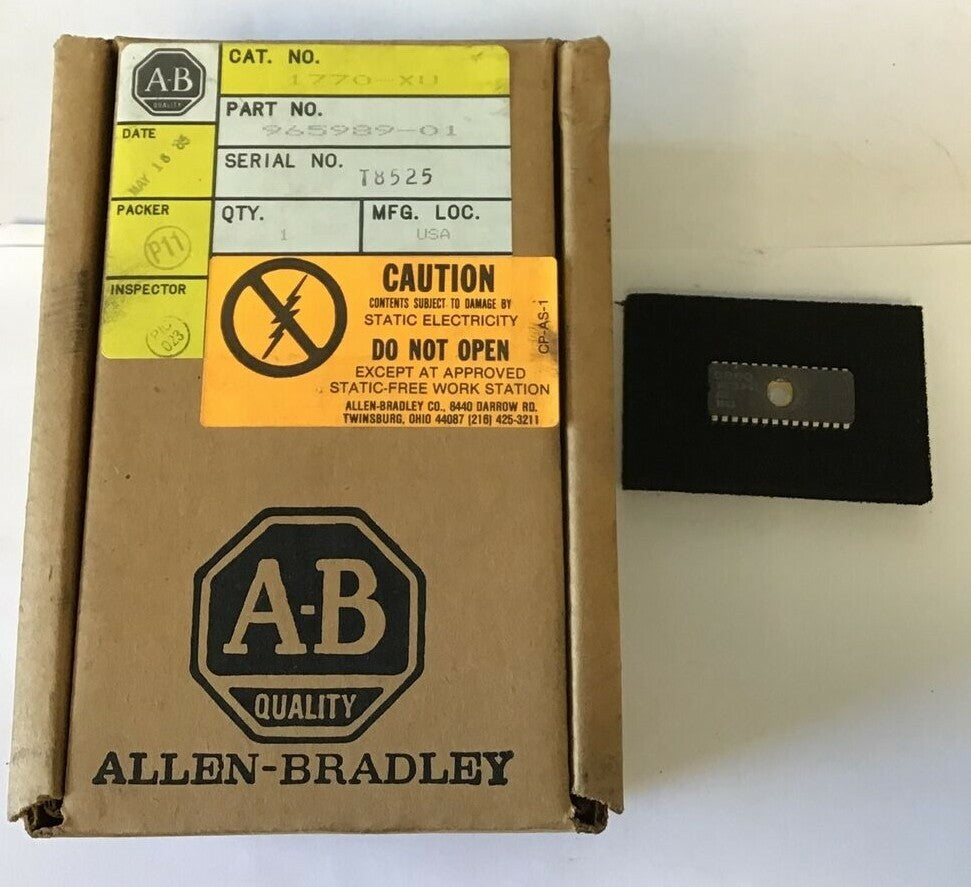 A-B
QUALITY
CAT. NO.
1770-XU
PART NO.
965989-01
DATE
MAY 16 85
SERIAL NO.
T8525
PACKER
P11
QTY.
1
MFG. LOC.
USA
INSPECTOR
023
CAUTION
CONTENTS SUBJECT TO DAMAGE BY
STATIC ELECTRICITY
DO NOT OPEN
EXCEPT AT APPROVED
STATIC-FREE WORK STATION
ALLEN-BRADLEY CO., 8440 DARROW RD.
TWINSBURG, OHIO 44087 (216) 425-3211
CP-AS-1
A-B
QUALITY
ALLEN-BRADLEY